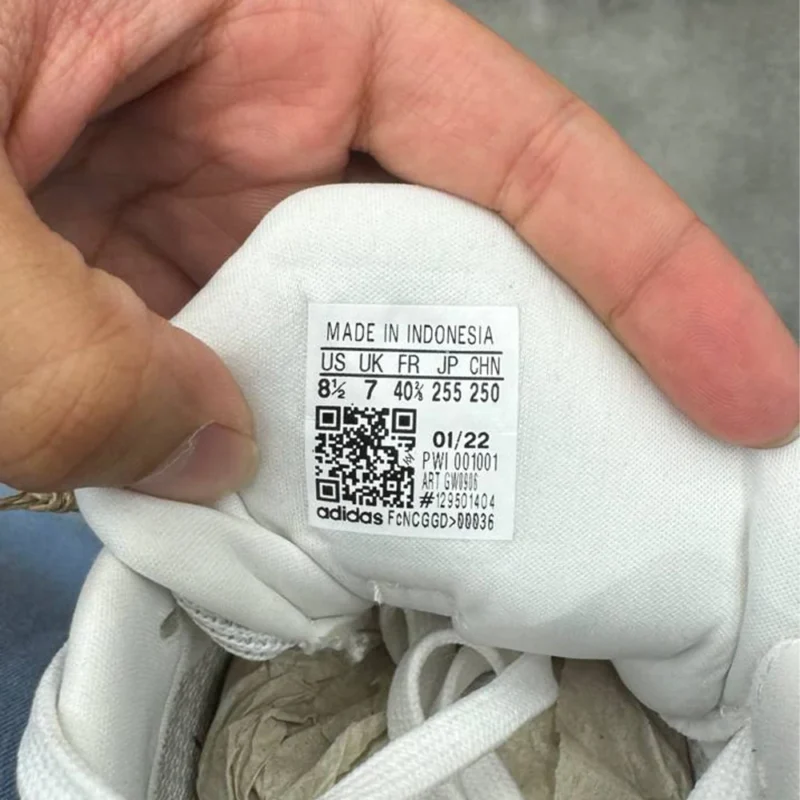 MADE IN INDONESIA
US UK FR JP CHN
8½ 7 40⅔ 255 250
01/22
PWI 001001
ART GW0906
#129501404
adidas FcNCGGD>00036